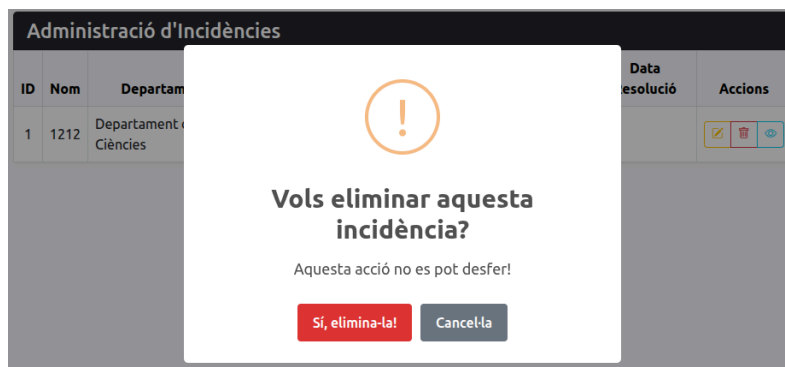 Administració d'Incidències
Data
ID Nom Departam esolució Accions
1 1212 Departament
Ciències
!
Vols eliminar aquesta
incidència?
Aquesta acció no es pot desfer!
Sí, elimina-la! Cancel·la